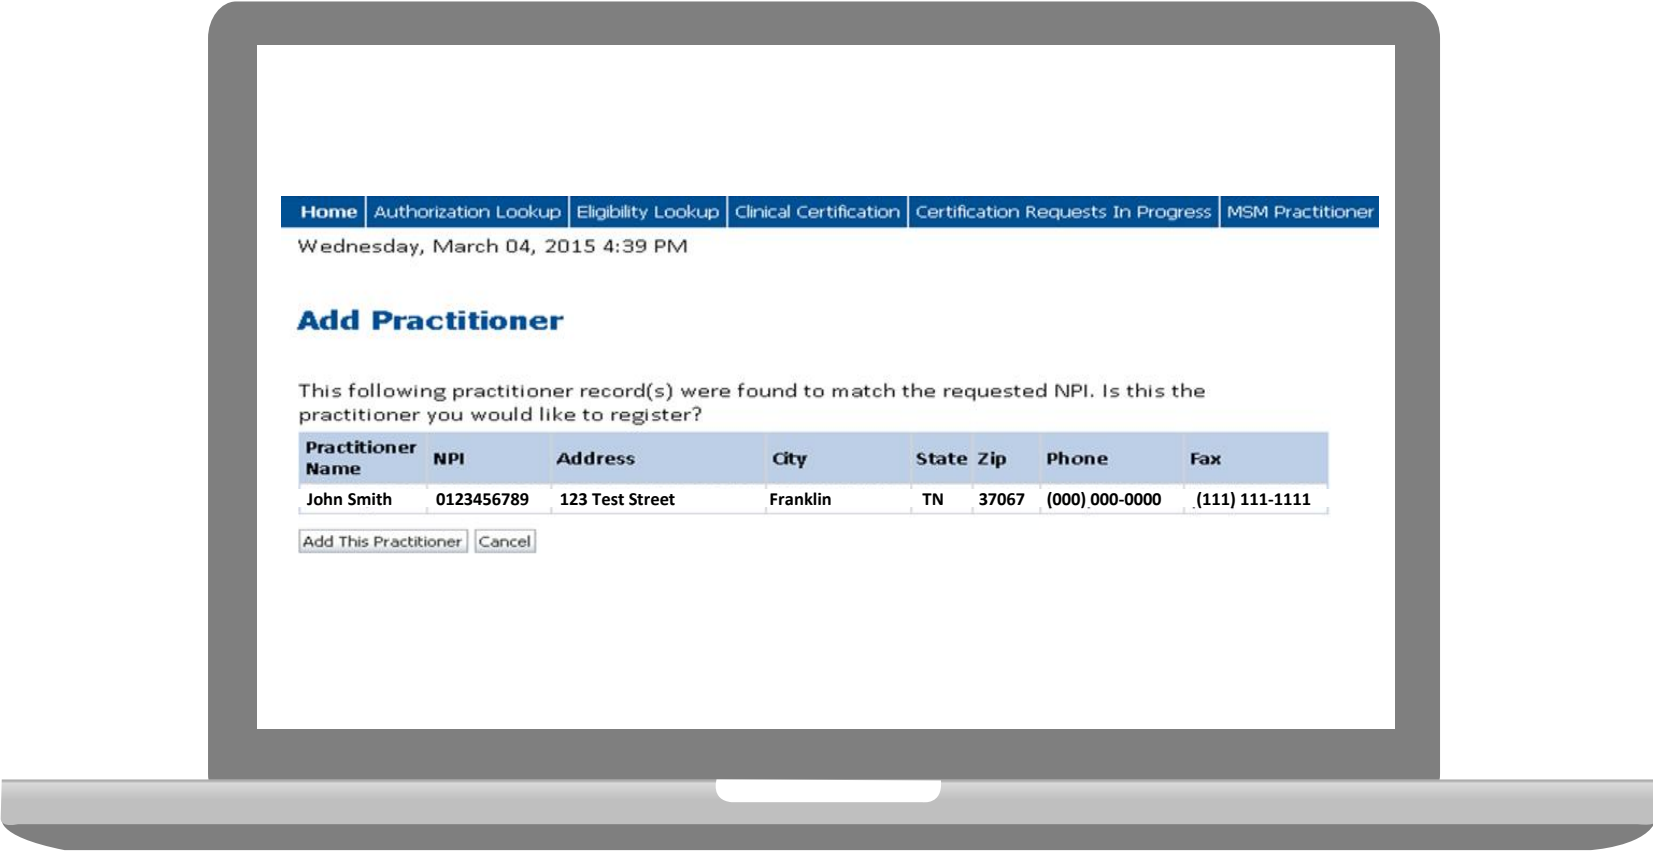 Home Authorization Lookup Eligibility Lookup Clinical Certification Certification Requests In Progress MSM Practitioner
Wednesday, March 04, 2015 4:39 PM
Add Practitioner
This following practitioner record(s) were found to match the requested NPI. Is this the
practitioner you would like to register?
Practitioner Name NPI Address City State Zip Phone Fax
John Smith 0123456789 123 Test Street Franklin TN 37067 (000) 000-0000 (111) 111-1111
Add This Practitioner Cancel